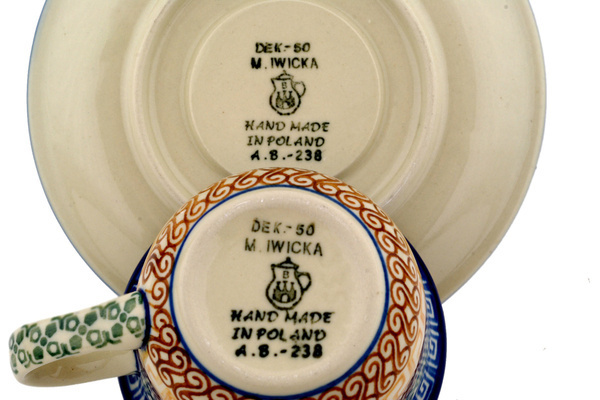 DEK.-50
M. IWICKA
B
HAND MADE
IN POLAND
A.B.-238
DEK.-50
M. IWICKA
B
HAND MADE
IN POLAND
A.B.-238